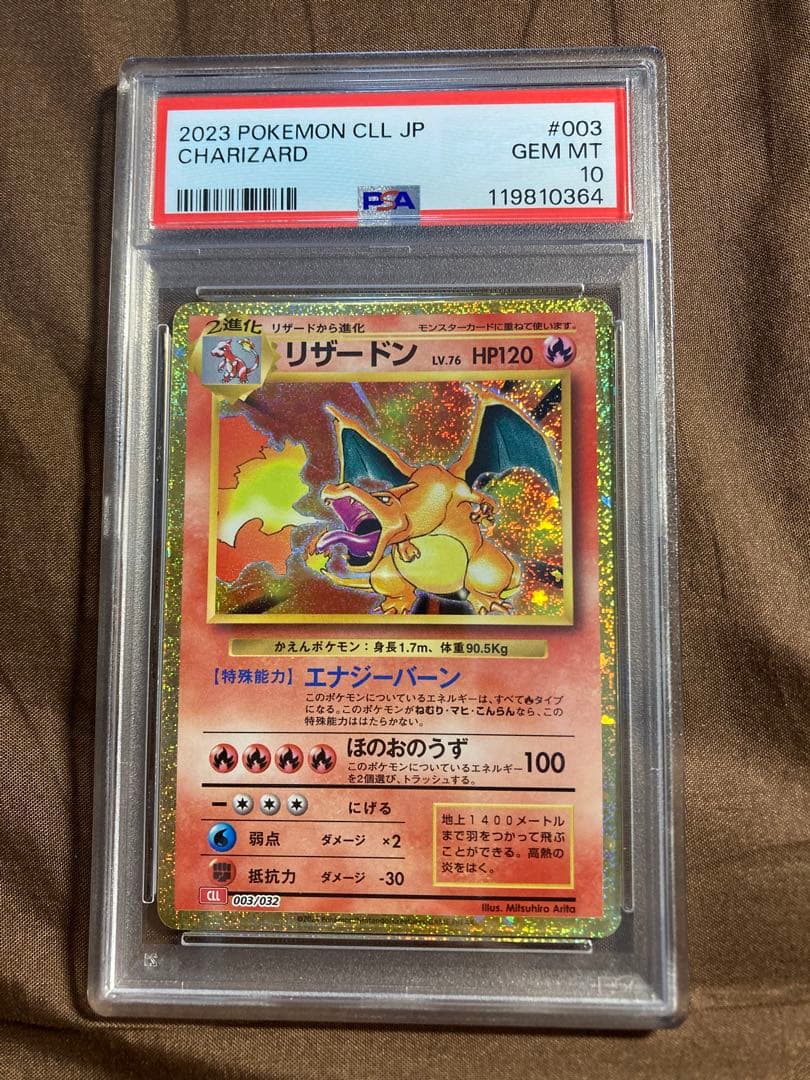 2023 POKEMON CLL JP #003
CHARIZARD GEM MT
10
PSA 119810364
2進化 リザードから進化 モンスターカードに重ねて使います。
リザードン LV.76 HP120
かえんポケモン：身長1.7m、体重90.5Kg
【特殊能力】エナジーバーン
このポケモンについているエネルギーは、すべてタイプ
になる。このポケモンがねむり・マヒ・こんらんなら、この
特殊能力ははたらかない。
ほのおのうず 100
このポケモンについているエネルギー
を2個選び、トラッシュする。
にげる
弱点 ダメージ ×2
抵抗力 ダメージ -30
地上1400メートル
まで羽をつかって飛ぶ
ことができる。高熱の
炎をはく。
CLL 003/032
Illus. Mitsuhiro Arita